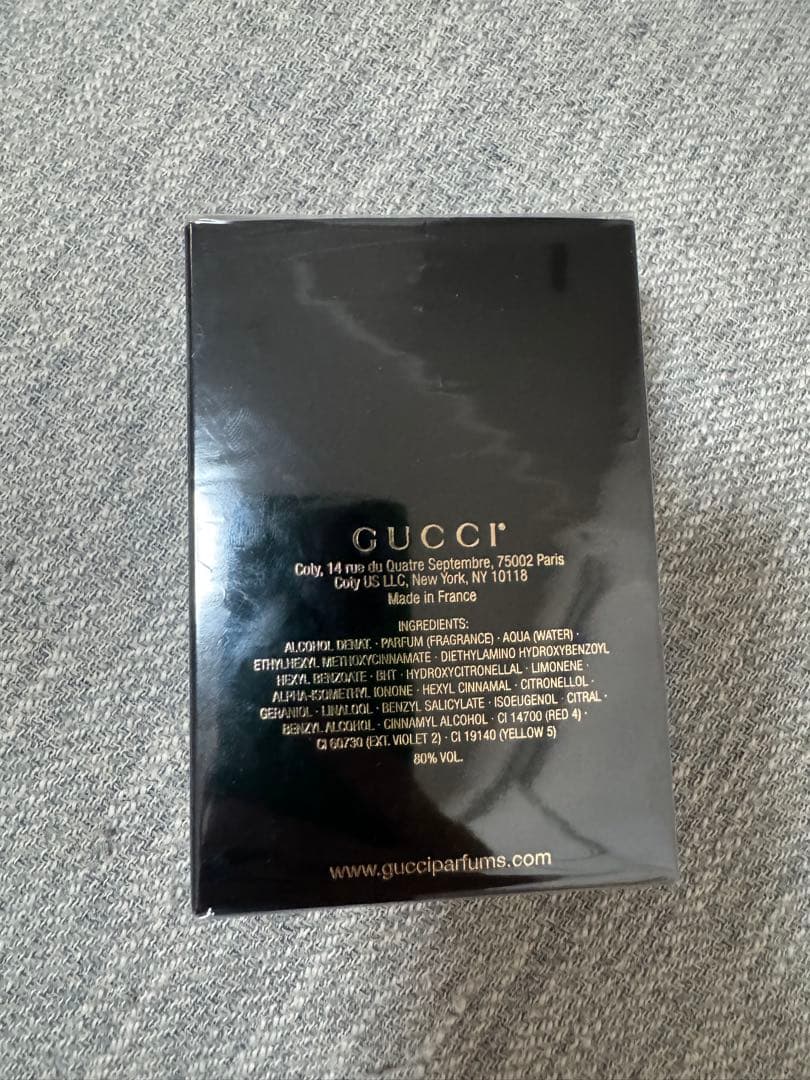 GUCCI
Coty, 14 rue du Quatre Septembre, 75002 Paris
Coty US LLC, New York, NY 10118
Made in France
INGREDIENTS:
ALCOHOL DENAT. · PARFUM (FRAGRANCE) · AQUA (WATER) ·
ETHYLHEXYL METHOXYCINNAMATE · DIETHYLAMINO HYDROXYBENZOYL
HEXYL BENZOATE · BHT · HYDROXYCITRONELLAL · LIMONENE ·
ALPHA-ISOMETHYL IONONE · HEXYL CINNAMAL · CITRONELLOL ·
GERANIOL · LINALOOL · BENZYL SALICYLATE · ISOEUGENOL · CITRAL ·
BENZYL ALCOHOL · CINNAMYL ALCOHOL · CI 14700 (RED 4) ·
CI 60730 (EXT. VIOLET 2) · CI 19140 (YELLOW 5)
80% VOL.
www.gucciparfums.com